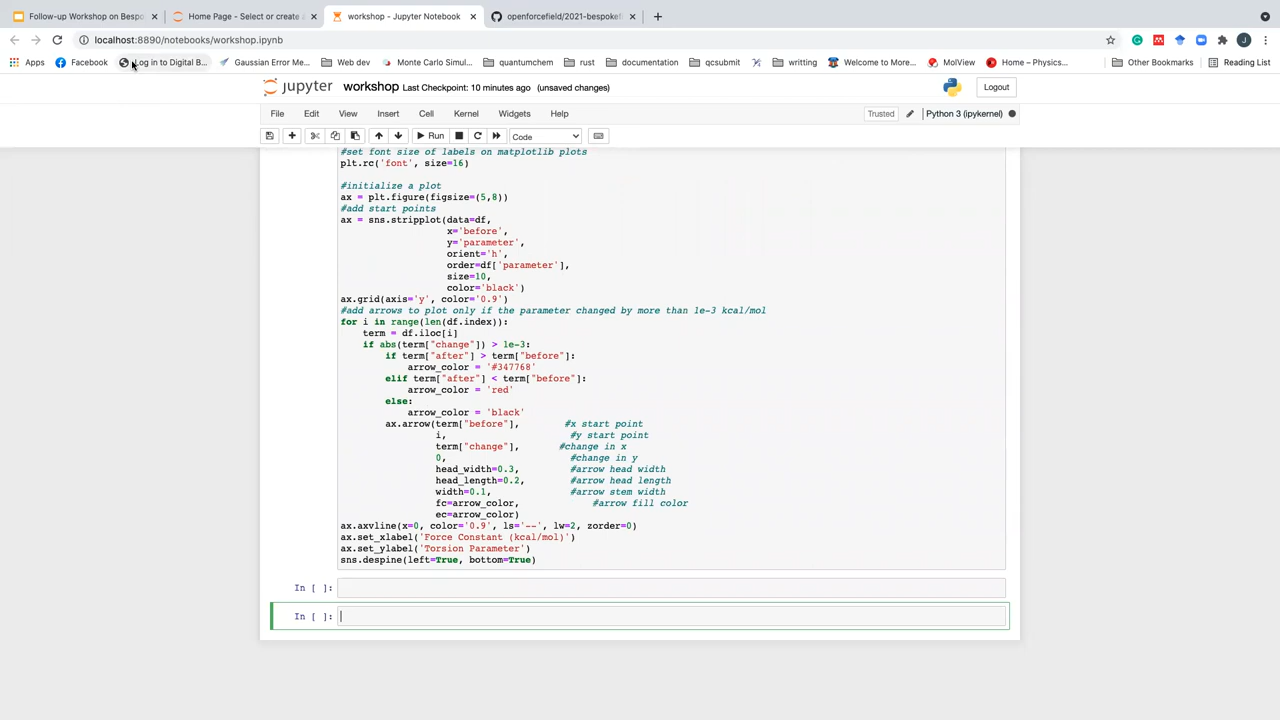 Follow-up Workshop on Bespo
Home Page - Select or create a
workshop - Jupyter Notebook
openforcefield/2021-bespokef
localhost:8890/notebooks/workshop.ipynb
Apps
Facebook
Log in to Digital B...
Gaussian Error Me...
Web dev
Monte Carlo Simul...
quantumchem
rust
documentation
qcsubmit
writting
Welcome to More...
MolView
Home – Physics...
Other Bookmarks
Reading List
jupyter workshop Last Checkpoint: 10 minutes ago (unsaved changes)
Logout
File Edit View Insert Cell Kernel Widgets Help
Trusted
Python 3 (ipykernel)
Run
Code
#set font size of labels on matplotlib plots
plt.rc('font', size=16)
#initialize a plot
ax = plt.figure(figsize=(5,8))
#add start points
ax = sns.stripplot(data=df,
x='before',
y='parameter',
orient='h',
order=df['parameter'],
size=10,
color='black')
ax.grid(axis='y', color='0.9')
#add arrows to plot only if the parameter changed by more than 1e-3 kcal/mol
for i in range(len(df.index)):
term = df.iloc[i]
if abs(term["change"]) > 1e-3:
if term["after"] > term["before"]:
arrow_color = '#347768'
elif term["after"] < term["before"]:
arrow_color = 'red'
else:
arrow_color = 'black'
ax.arrow(term["before"], #x start point
i, #y start point
term["change"], #change in x
0, #change in y
head_width=0.3, #arrow head width
head_length=0.2, #arrow head length
width=0.1, #arrow stem width
fc=arrow_color, #arrow fill color
ec=arrow_color)
ax.axvline(x=0, color='0.9', ls='--', lw=2, zorder=0)
ax.set_xlabel('Force Constant (kcal/mol)')
ax.set_ylabel('Torsion Parameter')
sns.despine(left=True, bottom=True)
In [ ]:
In [ ]: